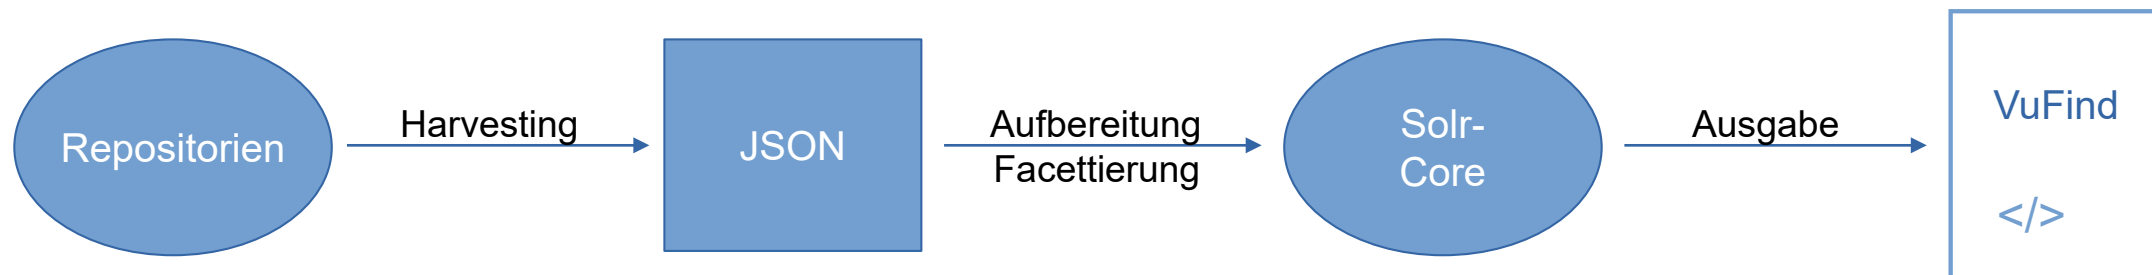 Repositorien
Harvesting
JSON
Aufbereitung
Facettierung
Solr-
Core
Ausgabe
VuFind
</>